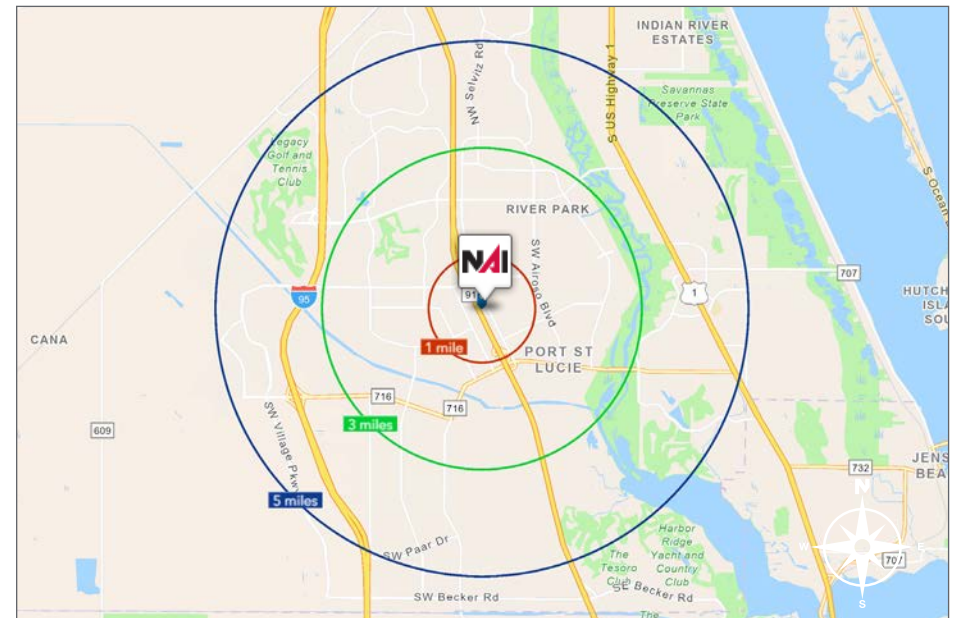 INDIAN RIVER
ESTATES
NW Selvitz Rd
S US Highway 1
Savannas
Preserve State
Park
Legacy
Golf and
Tennis
Club
S Ocean
RIVER PARK
NAI
SW Airoso Blvd
707
1
95
91
HUTCH
ISLA
SOU
CANA
1 mile
PORT ST
LUCIE
716
716
3 miles
609
SW Village Pkwy
JENS
BEA
732
5 miles
N
W
E
S
707
Harbor
Ridge
Yacht and
Country
Club
The
Tesoro
Club
SW Paar Dr
SW Becker Rd
SE Becker Rd
The